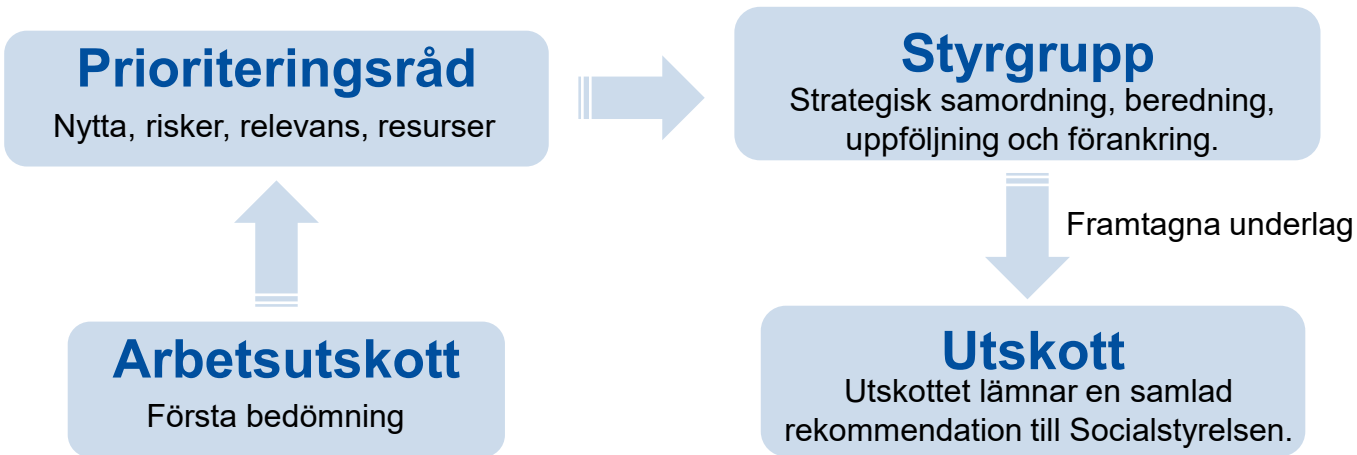 Prioriteringsråd
Nytta, risker, relevans, resurser
Styrgrupp
Strategisk samordning, beredning,
uppföljning och förankring.
Framtagna underlag
Arbetsutskott
Första bedömning
Utskott
Utskottet lämnar en samlad
rekommendation till Socialstyrelsen.